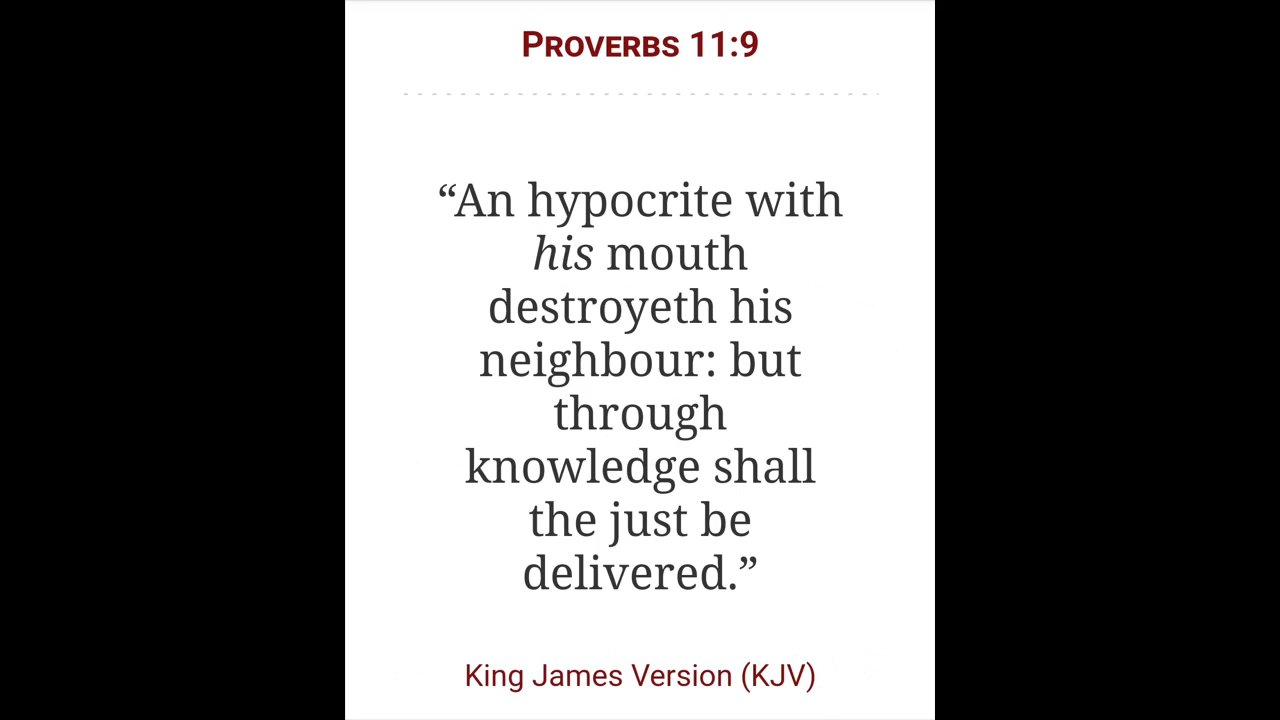 PROVERBS 11:9
“An hypocrite with
his mouth
destroyeth his
neighbour: but
through
knowledge shall
the just be
delivered.”
King James Version (KJV)